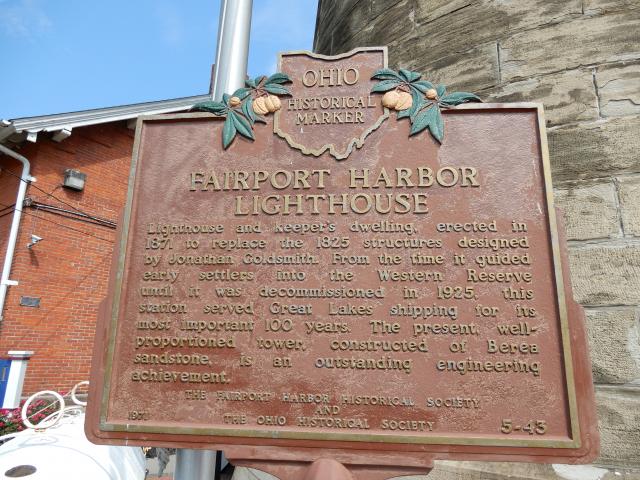 OHIO
HISTORICAL
MARKER
FAIRPORT HARBOR
LIGHTHOUSE
Lighthouse and keeper's dwelling, erected in
1871 to replace the 1825 structures designed
by Jonathan Goldsmith. From the time it guided
early settlers into the Western Reserve
until it was decommissioned in 1925, this
station served Great Lakes shipping for its
most important 100 years. The present, well-
proportioned tower, constructed of Berea
sandstone, is an outstanding engineering
achievement.
THE FAIRPORT HARBOR HISTORICAL SOCIETY
AND
THE OHIO HISTORICAL SOCIETY
1971
5-43